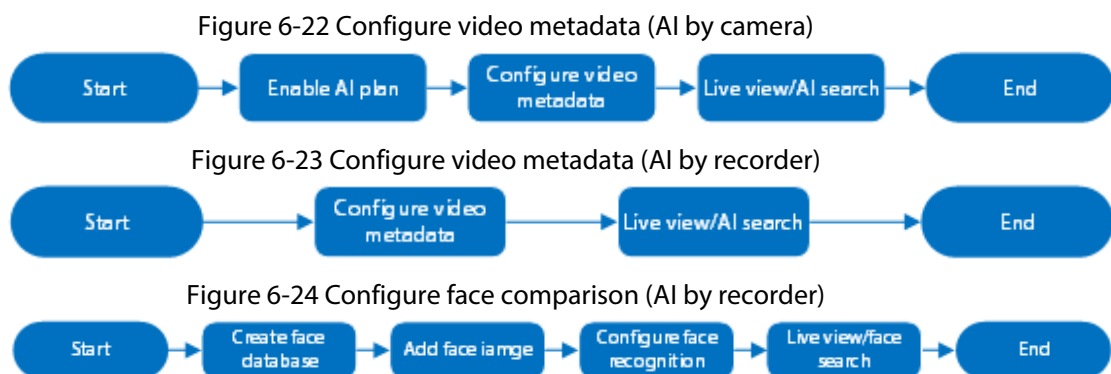 Figure 6-22 Configure video metadata (AI by camera)
Start
Enable AI plan
Configure video
metadata
Live view/AI search
End
Figure 6-23 Configure video metadata (AI by recorder)
Start
Configure video
metadata
Live view/AI search
End
Figure 6-24 Configure face comparison (AI by recorder)
Start
Create face
database
Add face iamge
Configure face
recognition
Live view/face
search
End